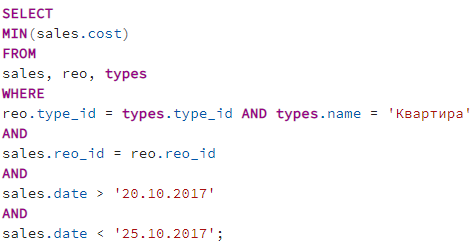 SELECT
MIN(sales.cost)
FROM
sales, reo, types
WHERE
reo.type_id = types.type_id AND types.name = 'Квартира'
AND
sales.reo_id = reo.reo_id
AND
sales.date > '20.10.2017'
AND
sales.date < '25.10.2017';